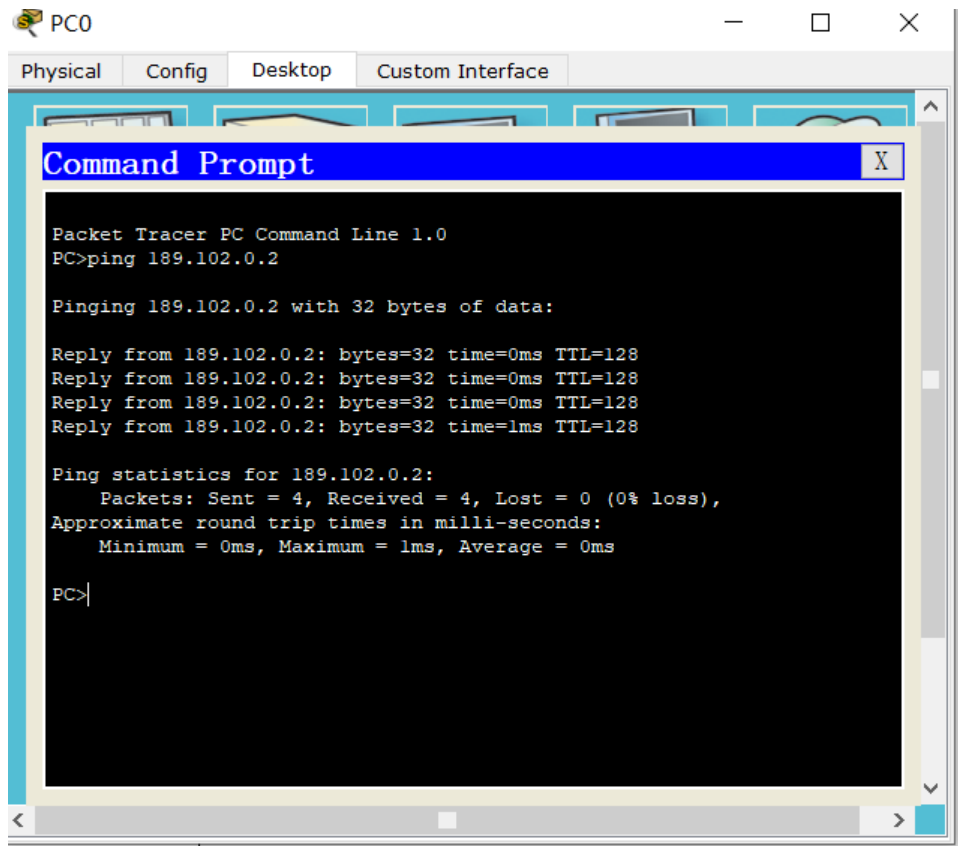 PC0
Physical Config Desktop Custom Interface
Command Prompt X
Packet Tracer PC Command Line 1.0
PC>ping 189.102.0.2
Pinging 189.102.0.2 with 32 bytes of data:
Reply from 189.102.0.2: bytes=32 time=0ms TTL=128
Reply from 189.102.0.2: bytes=32 time=0ms TTL=128
Reply from 189.102.0.2: bytes=32 time=0ms TTL=128
Reply from 189.102.0.2: bytes=32 time=1ms TTL=128
Ping statistics for 189.102.0.2:
Packets: Sent = 4, Received = 4, Lost = 0 (0% loss),
Approximate round trip times in milli-seconds:
Minimum = 0ms, Maximum = 1ms, Average = 0ms
PC>